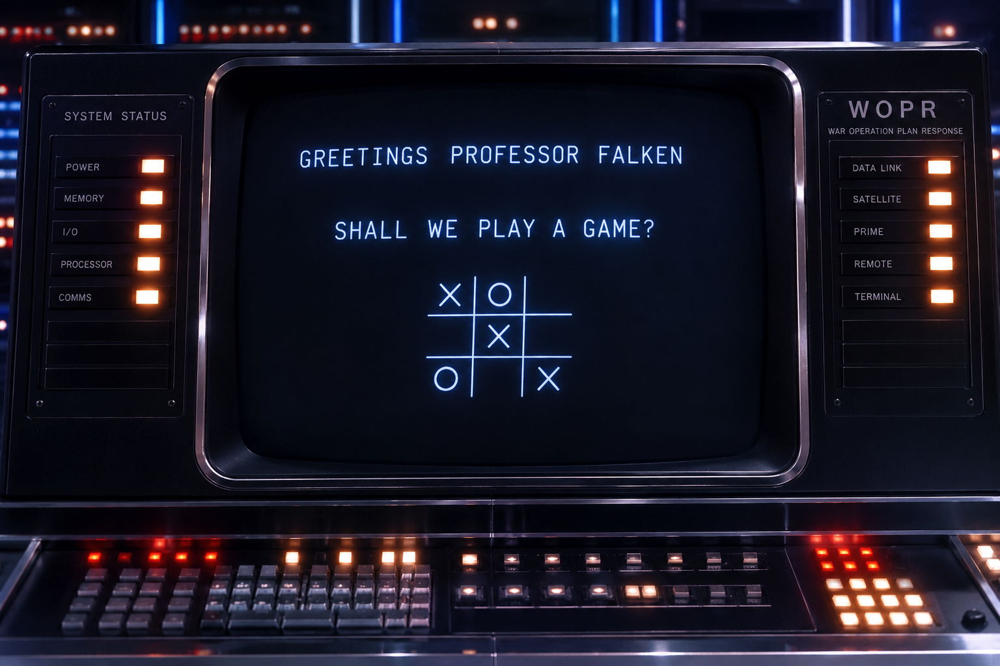 SYSTEM STATUS
POWER
MEMORY
I/O
PROCESSOR
COMMS
GREETINGS PROFESSOR FALKEN
SHALL WE PLAY A GAME?
X O
X
O X
WOPR
WAR OPERATION PLAN RESPONSE
DATA LINK
SATELLITE
PRIME
REMOTE
TERMINAL